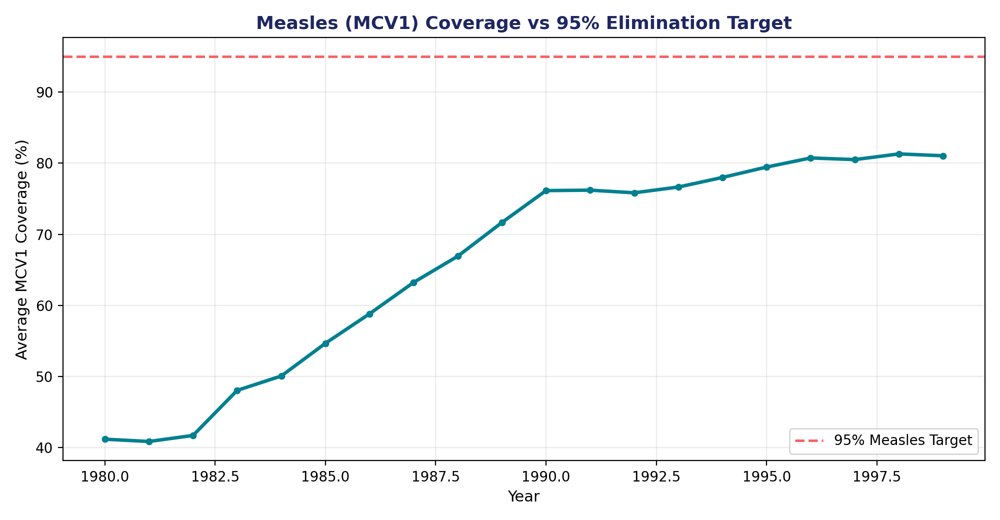 Measles (MCV1) Coverage vs 95% Elimination Target
Average MCV1 Coverage (%)
90
80
70
60
50
40
95% Measles Target
1980.0 1982.5 1985.0 1987.5 1990.0 1992.5 1995.0 1997.5
Year